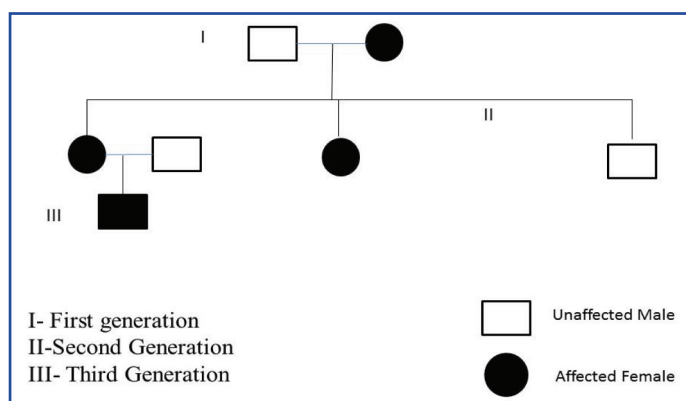 I
II
III
I- First generation
II-Second Generation
III- Third Generation
Unaffected Male
Affected Female